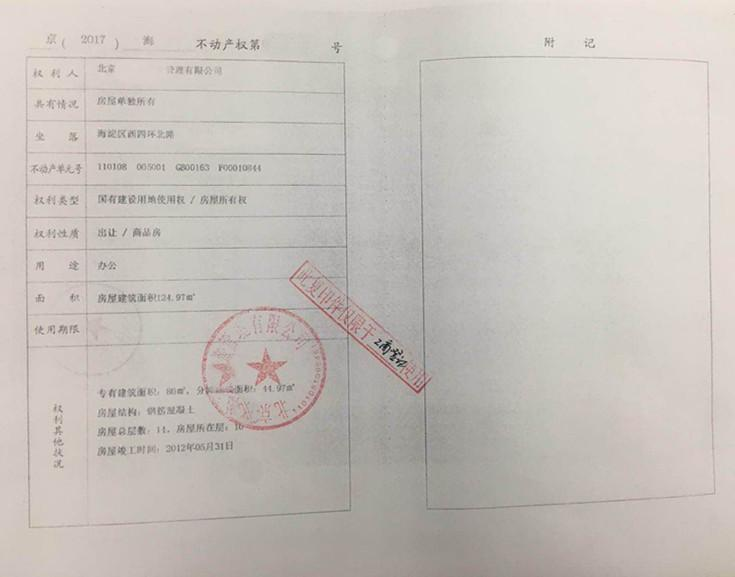 京 ( 2017 ) 海 不动产权第 号
附 记
权 利 人 北京 管理有限公司
共有情况 房屋单独所有
坐 落 海淀区西四环北路
不动产单元号 110108 005001 GB00163 F00010844
权利类型 国有建设用地使用权 / 房屋所有权
权利性质 出让 / 商品房
用 途 办公
面 积 房屋建筑面积124.97㎡
使用期限
权利其他状况
专有建筑面积：80㎡，分摊建筑面积：44.97㎡
房屋结构：钢筋混凝土
房屋总层数：14，房屋所在层：10
房屋竣工时间：2012年05月31日
有限公司
北京
此复印件仅限于工商登记使用